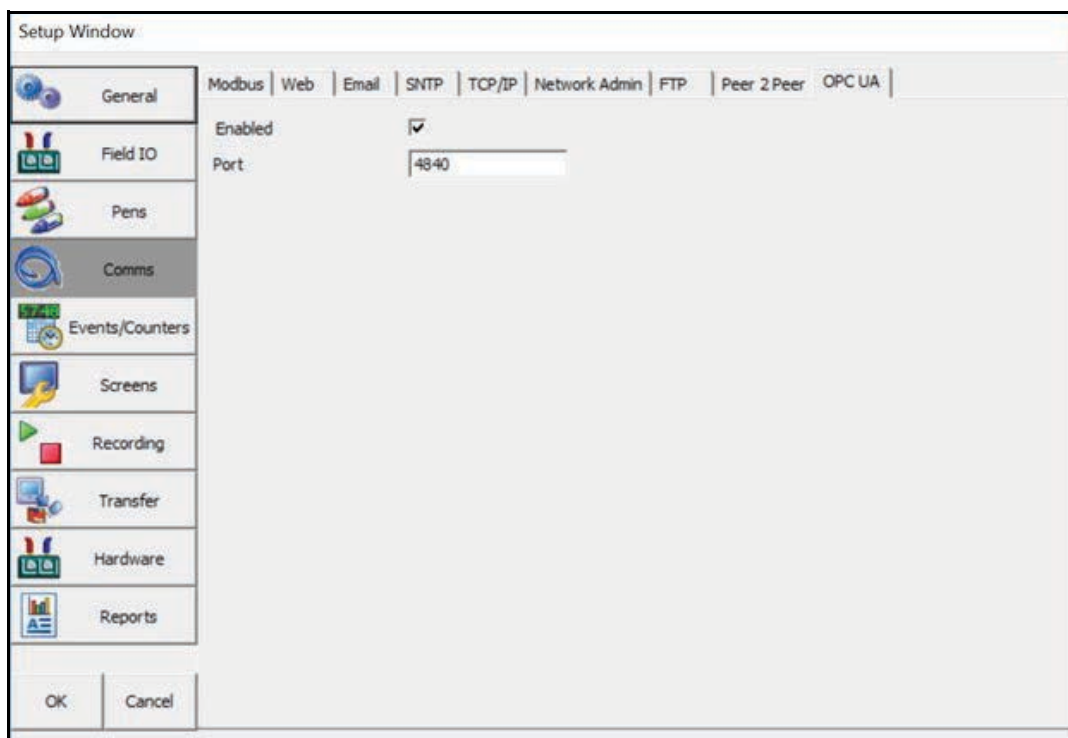 Setup Window
General
Field IO
Pens
Comms
Events/Counters
Screens
Recording
Transfer
Hardware
Reports
OK Cancel
Modbus Web Email SNTP TCP/IP Network Admin FTP Peer 2 Peer OPC UA
Enabled
Port 4840